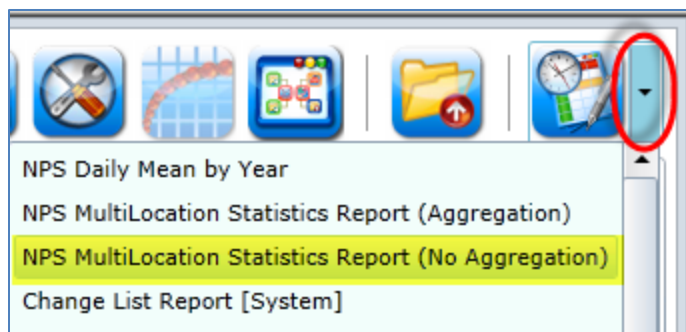 NPS Daily Mean by Year
NPS MultiLocation Statistics Report (Aggregation)
NPS MultiLocation Statistics Report (No Aggregation)
Change List Report [System]